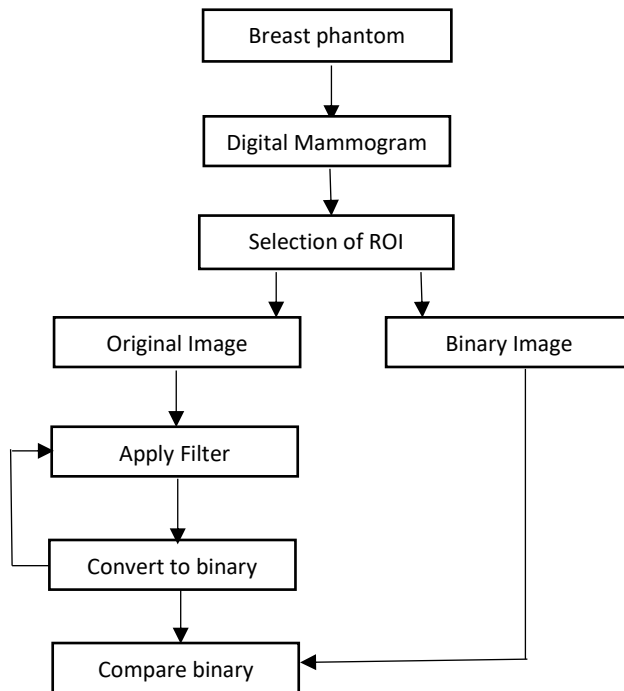 Breast phantom
Digital Mammogram
Selection of ROI
Original Image
Binary Image
Apply Filter
Convert to binary
Compare binary